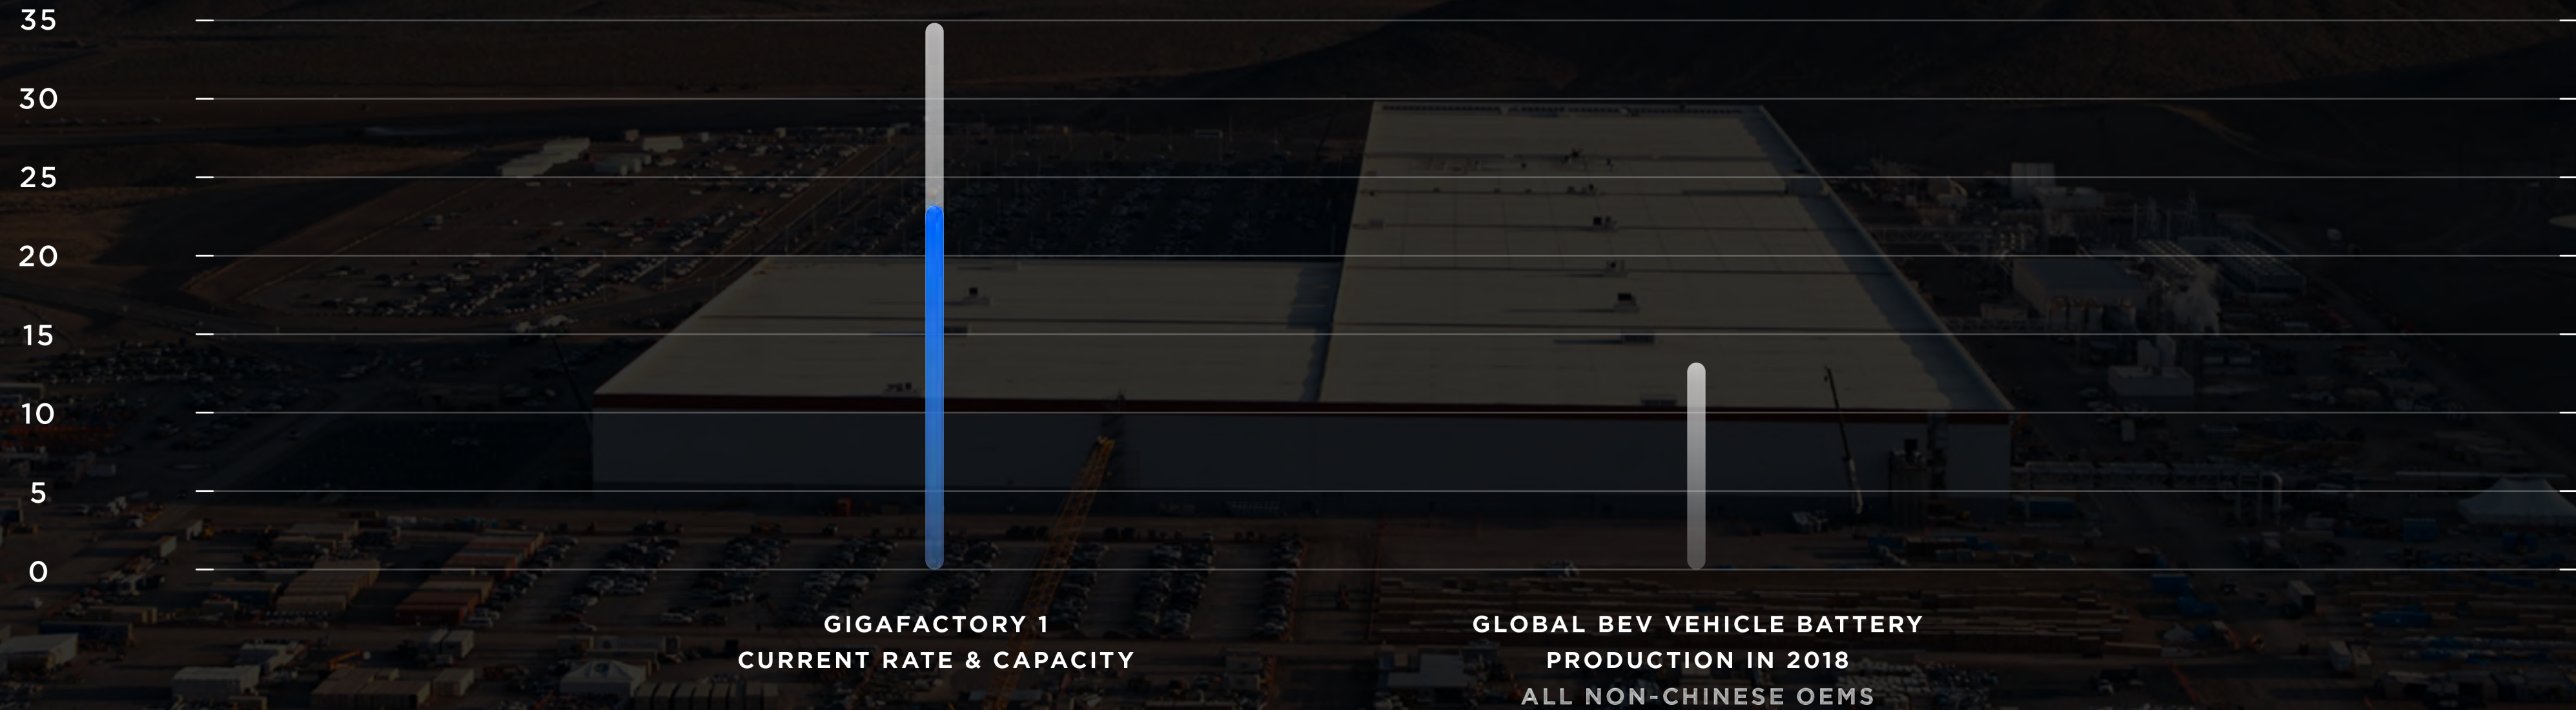 35
30
25
20
15
10
5
0
GIGAFACTORY 1
CURRENT RATE & CAPACITY
GLOBAL BEV VEHICLE BATTERY
PRODUCTION IN 2018
ALL NON-CHINESE OEMS